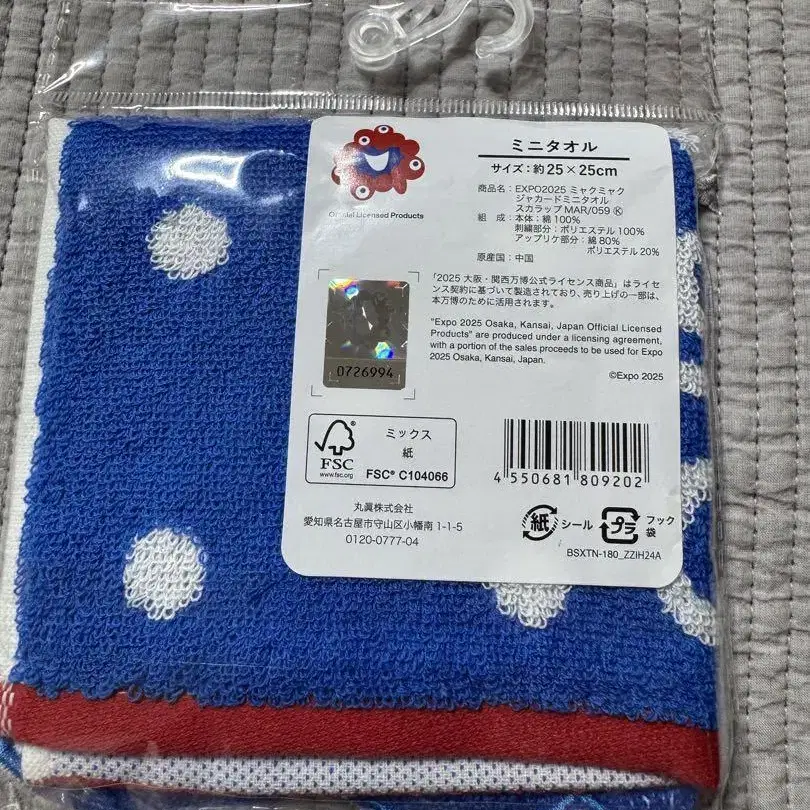 Official Licensed Products
ミニタオル
サイズ：約25×25cm
商品名：EXPO2025 ミャクミャク
ジャカードミニタオル
スカラップ MAR/059 Ⓚ
組　成：本体：綿100%
刺繍部分：ポリエステル100%
アップリケ部分：綿80%
ポリエステル20%
原産国：中国
「2025 大阪・関西万博公式ライセンス商品」はライセ
ンス契約に基づいて製造されており、売り上げの一部は、
本万博のために活用されます。
"Expo 2025 Osaka, Kansai, Japan Official Licensed
Products" are produced under a licensing agreement,
with a portion of the sales proceeds to be used for Expo
2025 Osaka, Kansai, Japan.
©Expo 2025
0726994
FSC
www.fsc.org
ミックス
紙
FSC® C104066
4 550681 809202
丸眞株式会社
愛知県名古屋市守山区小幡南 1-1-5
0120-0777-04
紙 シール
プラ フック
袋
BSXTN-180_ZZIH24A